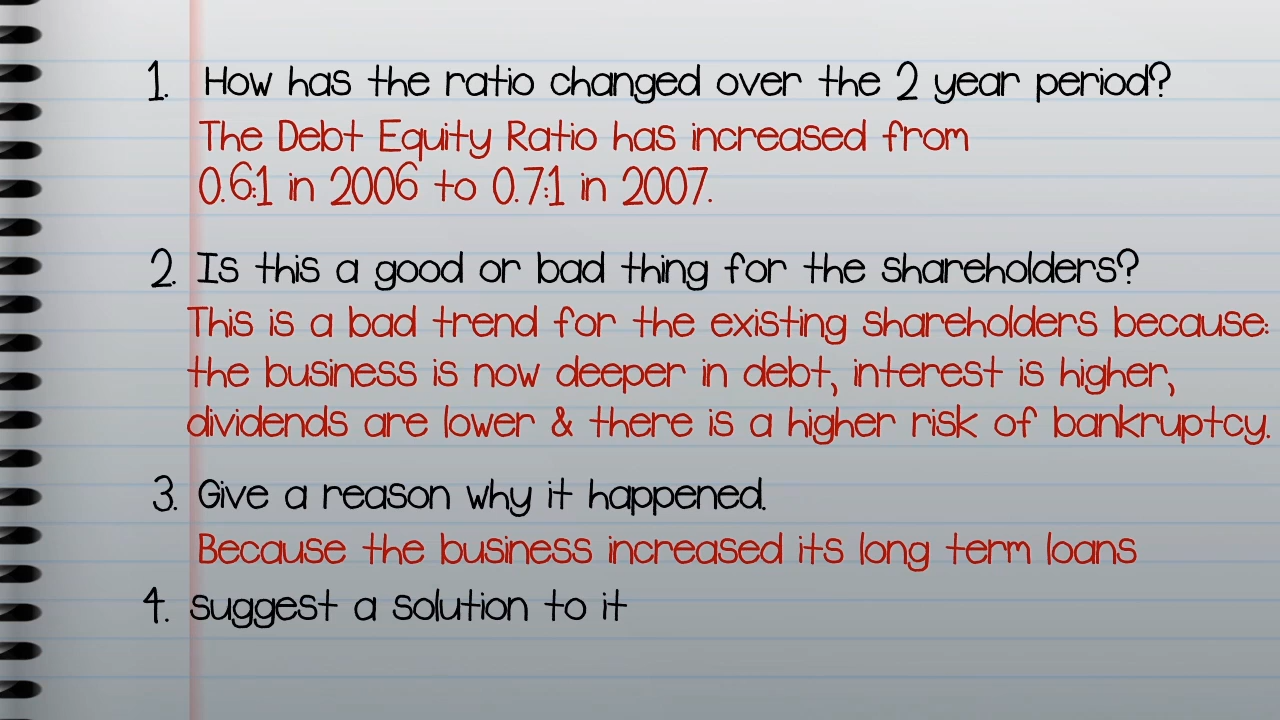 1. How has the ratio changed over the 2 year period?
The Debt Equity Ratio has increased from
0.6:1 in 2006 to 0.7:1 in 2007.
2. Is this a good or bad thing for the shareholders?
This is a bad trend for the existing shareholders because:
the business is now deeper in debt, interest is higher,
dividends are lower & there is a higher risk of bankruptcy.
3. Give a reason why it happened.
Because the business increased its long term loans
4. suggest a solution to it